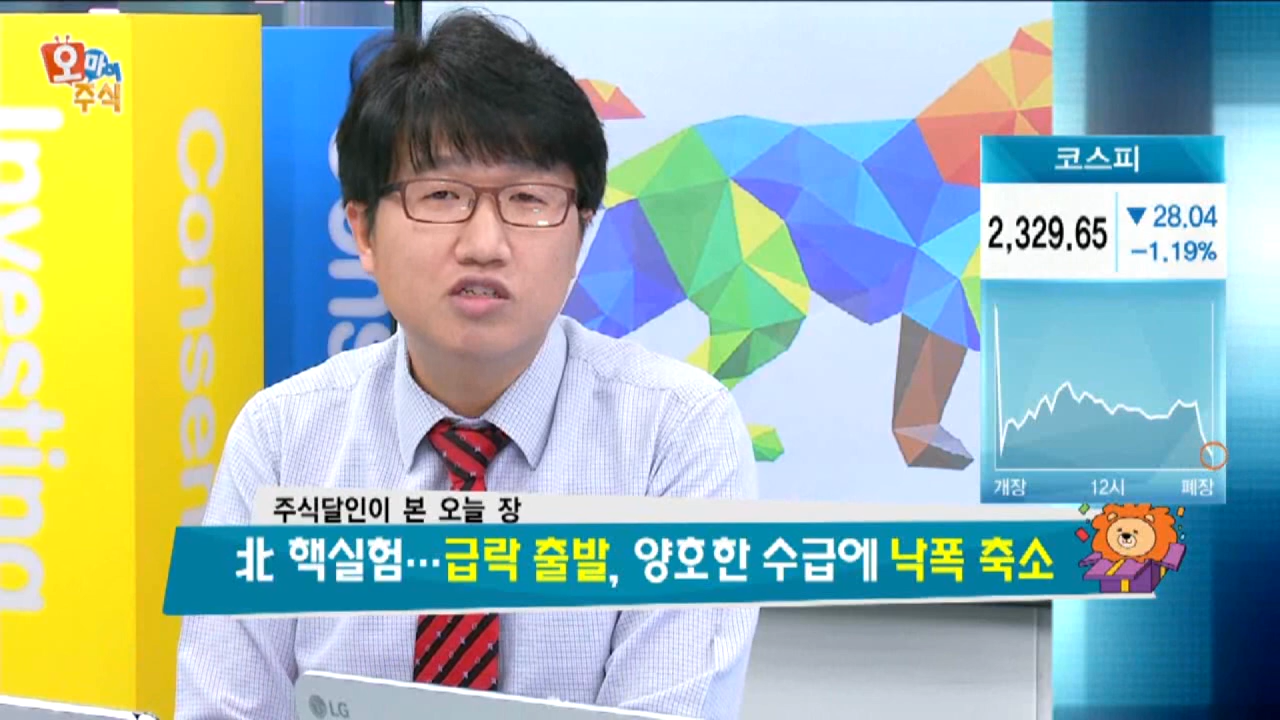 오마이
주식
Investing
Conser
ons
코스피
2,329.65
▼28.04
-1.19%
개장 12시 폐장
주식달인이 본 오늘 장
北 핵실험…급락 출발, 양호한 수급에 낙폭 축소
LG